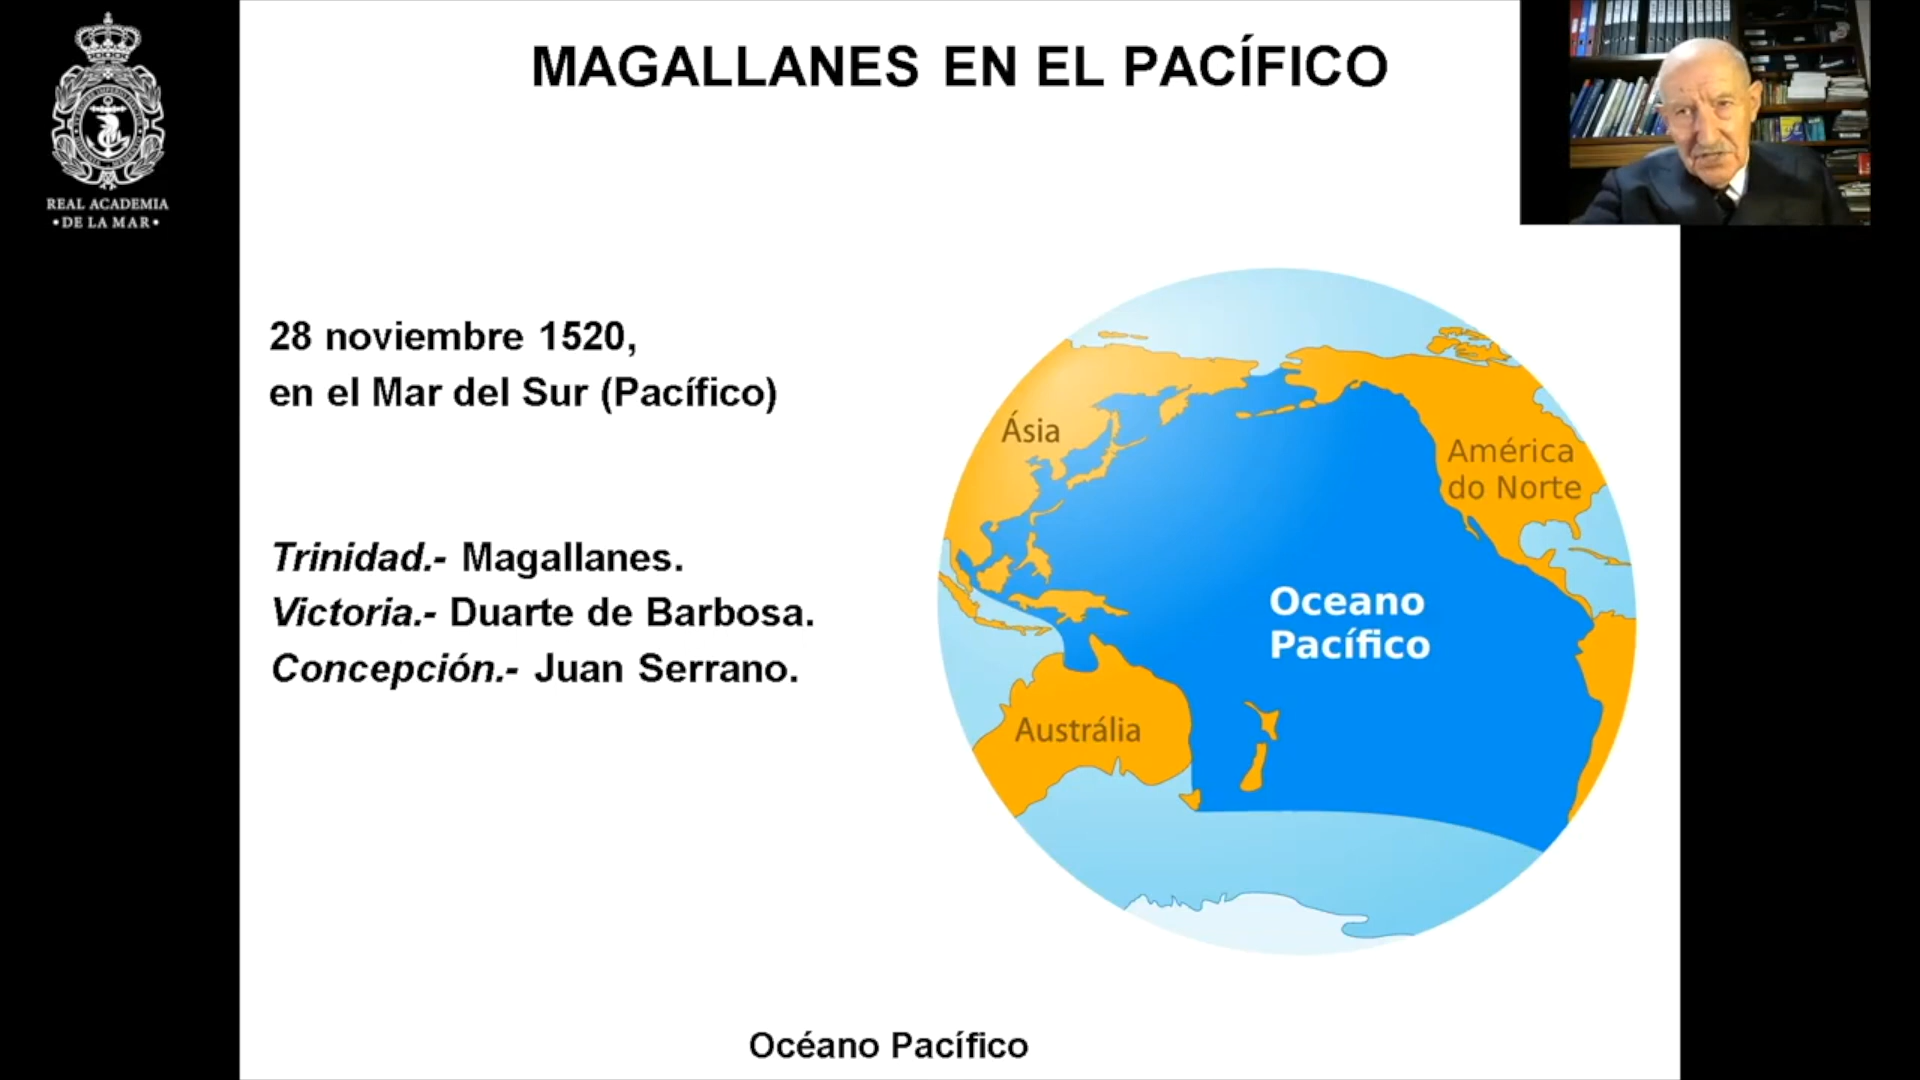 MAGALLANES EN EL PACÍFICO
REAL ACADEMIA
•DE LA MAR•
28 noviembre 1520,
en el Mar del Sur (Pacífico)
Trinidad.- Magallanes.
Victoria.- Duarte de Barbosa.
Concepción.- Juan Serrano.
Ásia
América
do Norte
Oceano
Pacífico
Austrália
Océano Pacífico